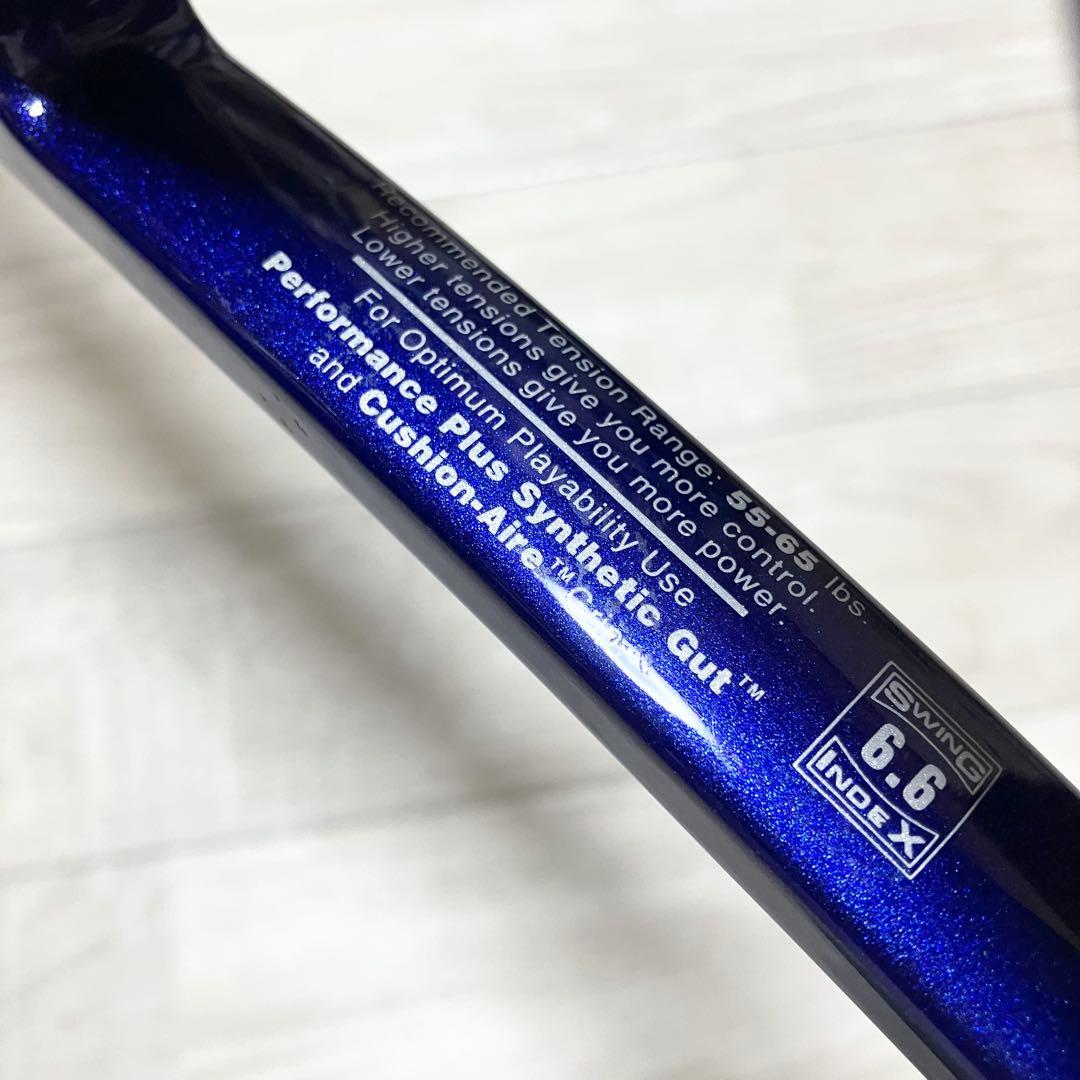 Recommended Tension Range: 55-65 lbs.
Higher tensions give you more control.
Lower tensions give you more power.
For Optimum Playability Use
Performance Plus Synthetic Gut™
and Cushion-Aire™
SWING
6.6
INDEX